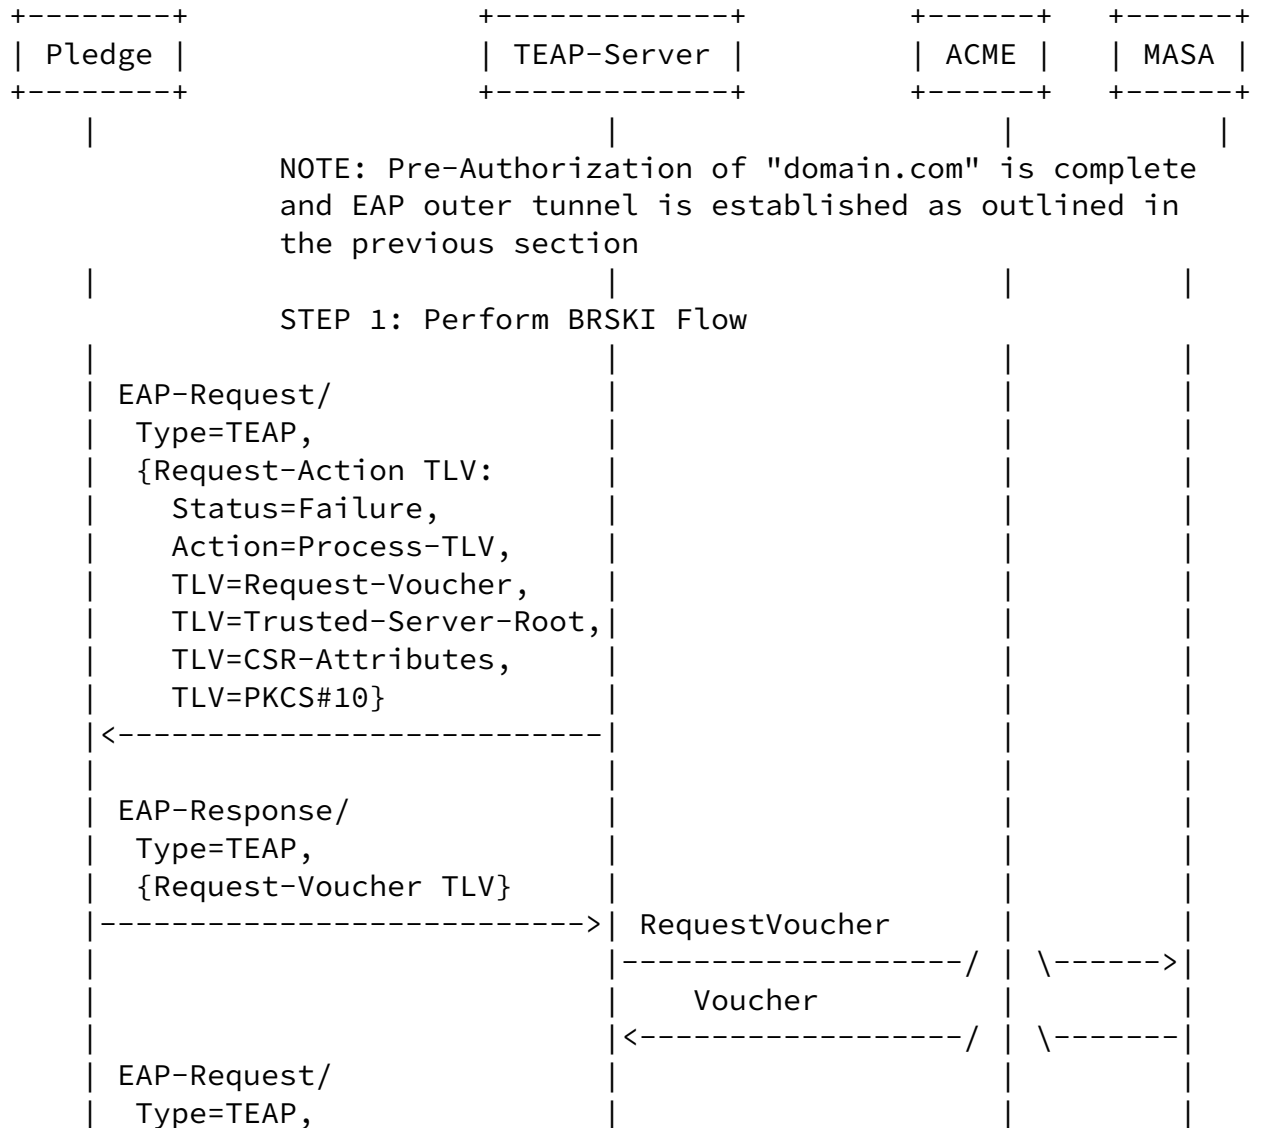 +--------+                +-------------+         +------+   +------+
| Pledge |                | TEAP-Server |         | ACME |   | MASA |
+--------+                +-------------+         +------+   +------+
    |                            |                     |           |
               NOTE: Pre-Authorization of "domain.com" is complete
               and EAP outer tunnel is established as outlined in
               the previous section
    |                            |                     |         |
               STEP 1: Perform BRSKI Flow
    |                            |                     |         |
    | EAP-Request/               |                     |         |
    |  Type=TEAP,                |                     |         |
    |  {Request-Action TLV:      |                     |         |
    |    Status=Failure,         |                     |         |
    |    Action=Process-TLV,     |                     |         |
    |    TLV=Request-Voucher,    |                     |         |
    |    TLV=Trusted-Server-Root,|                     |         |
    |    TLV=CSR-Attributes,     |                     |         |
    |    TLV=PKCS#10}            |                     |         |
    |<---------------------------|                     |         |
    |                            |                     |         |
    | EAP-Response/              |                     |         |
    |  Type=TEAP,                |                     |         |
    |  {Request-Voucher TLV}     |                     |         |
    |--------------------------->| RequestVoucher      |         |
    |                            |-------------------/ | \------>|
    |                            |    Voucher          |         |
    |                            |<------------------/ | \-------|
    | EAP-Request/               |                     |         |
    |  Type=TEAP,                |                     |         |